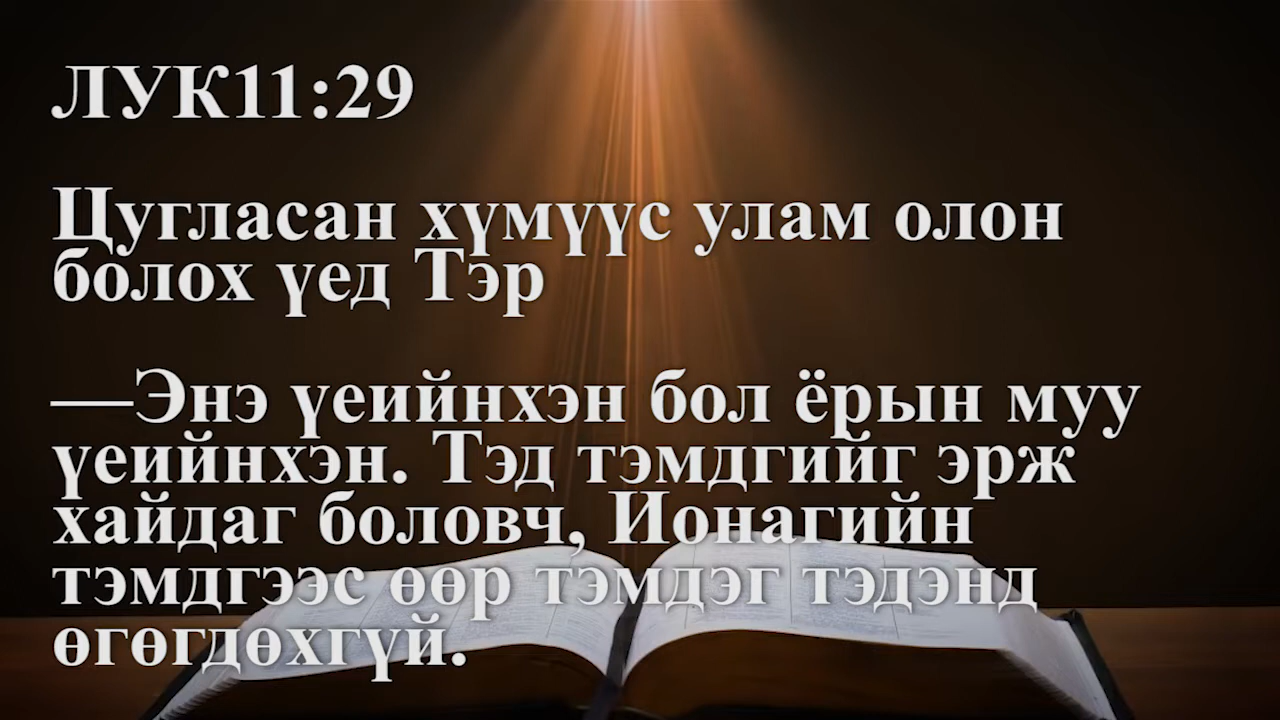 ЛУК11:29
Цугласан хүмүүс улам олон
болох үед Тэр
—Энэ үеийнхэн бол ёрын муу
үеийнхэн. Тэд тэмдгийг эрж
хайдаг боловч, Ионагийн
тэмдгээс өөр тэмдэг тэдэнд
өгөгдөхгүй.